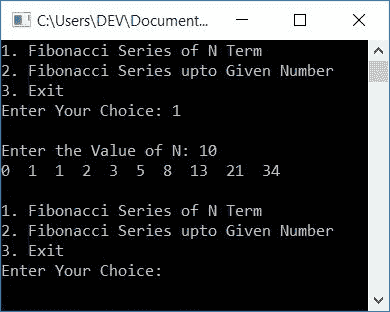 C:\Users\DEV\Document...
1. Fibonacci Series of N Term
2. Fibonacci Series upto Given Number
3. Exit
Enter Your Choice: 1
Enter the Value of N: 10
0 1 1 2 3 5 8 13 21 34
1. Fibonacci Series of N Term
2. Fibonacci Series upto Given Number
3. Exit
Enter Your Choice: